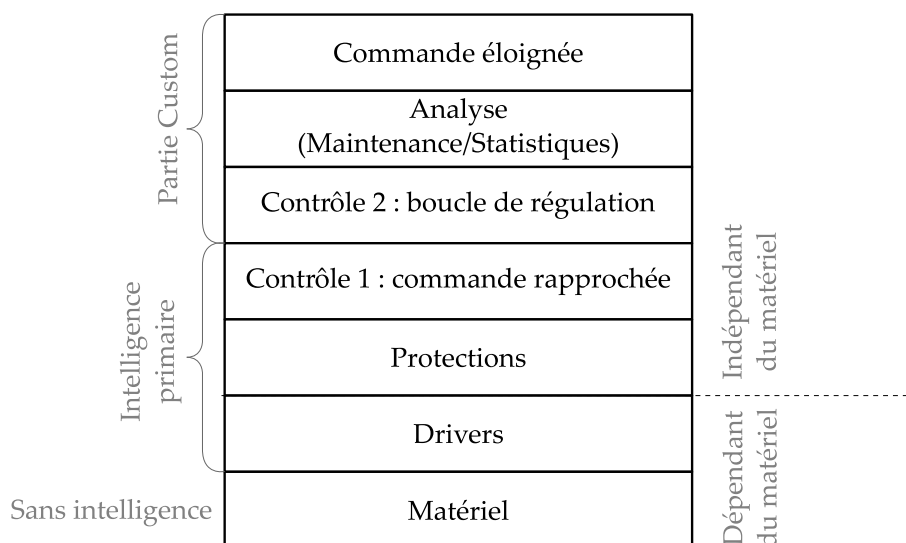 Commande éloignée
Analyse
(Maintenance/Statistiques)
Contrôle 2 : boucle de régulation
Contrôle 1 : commande rapprochée
Protections
Drivers
Matériel
Partie Custom
Intelligence
primaire
Sans intelligence
Indépendant
du matériel
Dépendant
du matériel